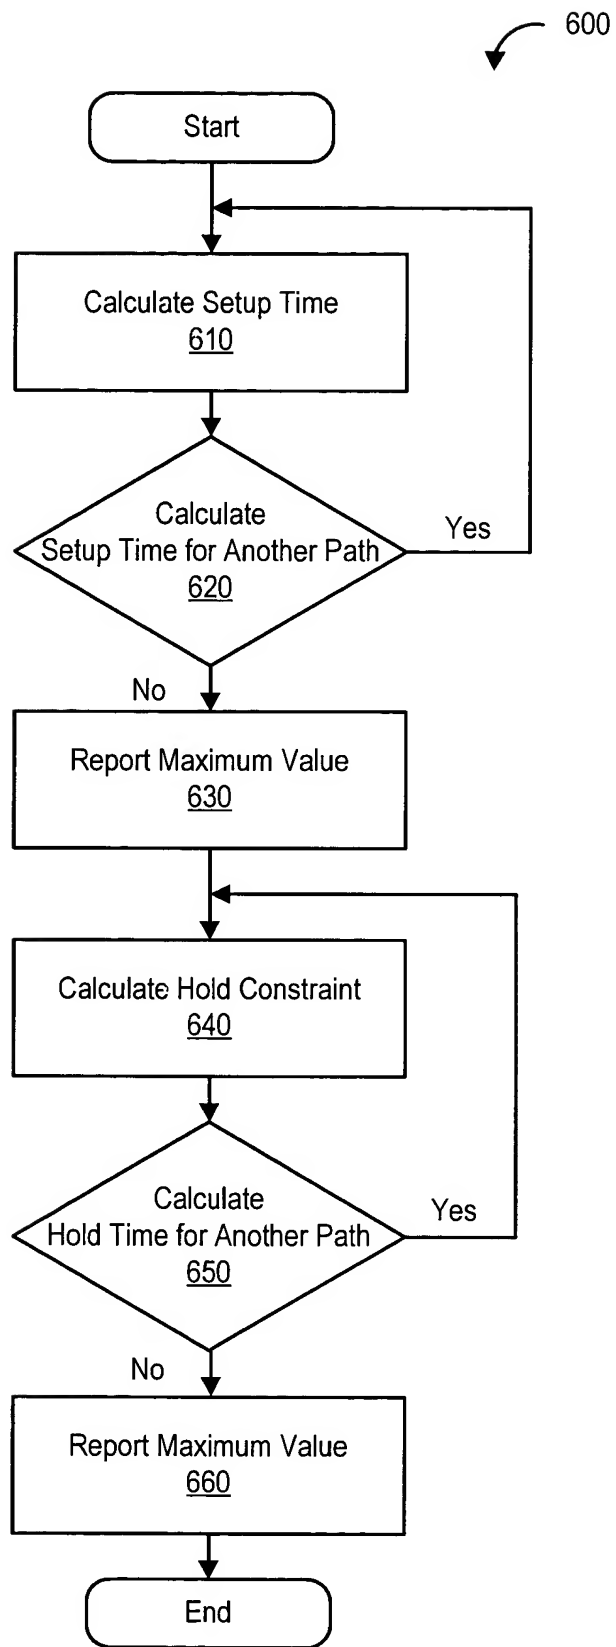 600
Start
Calculate Setup Time
610
Calculate
Setup Time for Another Path
620
Yes
No
Report Maximum Value
630
Calculate Hold Constraint
640
Calculate
Hold Time for Another Path
650
Yes
No
Report Maximum Value
660
End